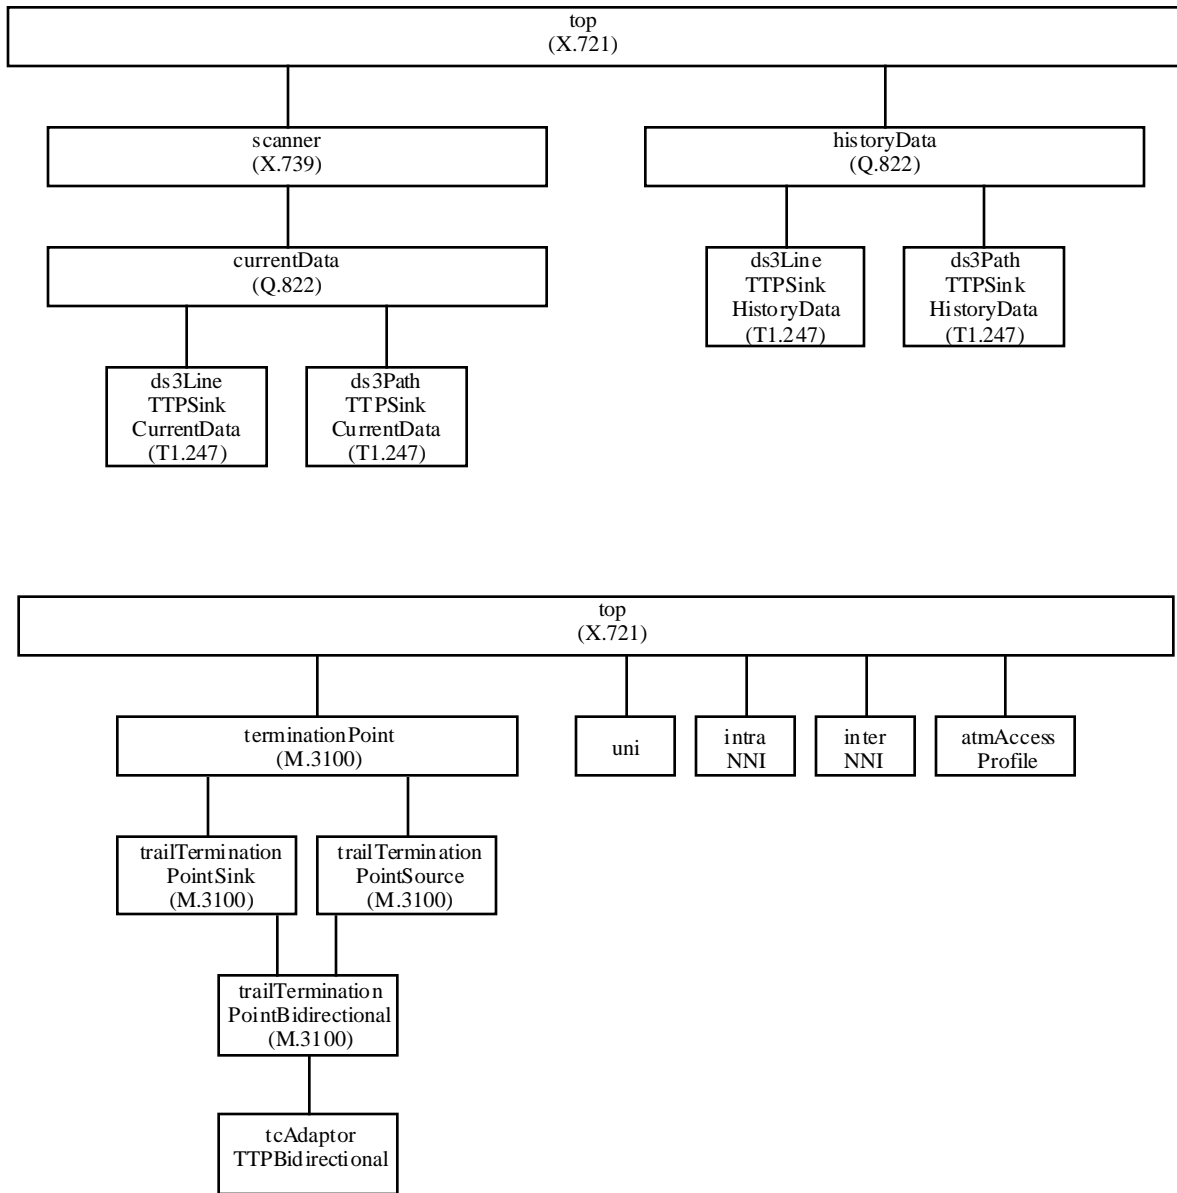 top
(X.721)
scanner
(X.739)
historyData
(Q.822)
currentData
(Q.822)
ds3Line
TTPSink
HistoryData
(T1.247)
ds3Path
TTPSink
HistoryData
(T1.247)
ds3Line
TTPSink
CurrentData
(T1.247)
ds3Path
TTPSink
CurrentData
(T1.247)
top
(X.721)
terminationPoint
(M.3100)
uni
intra
NNI
inter
NNI
atmAccess
Profile
trailTermination
PointSink
(M.3100)
trailTermination
PointSource
(M.3100)
trailTermination
PointBidirectional
(M.3100)
tcAdaptor
TTPBidirectional